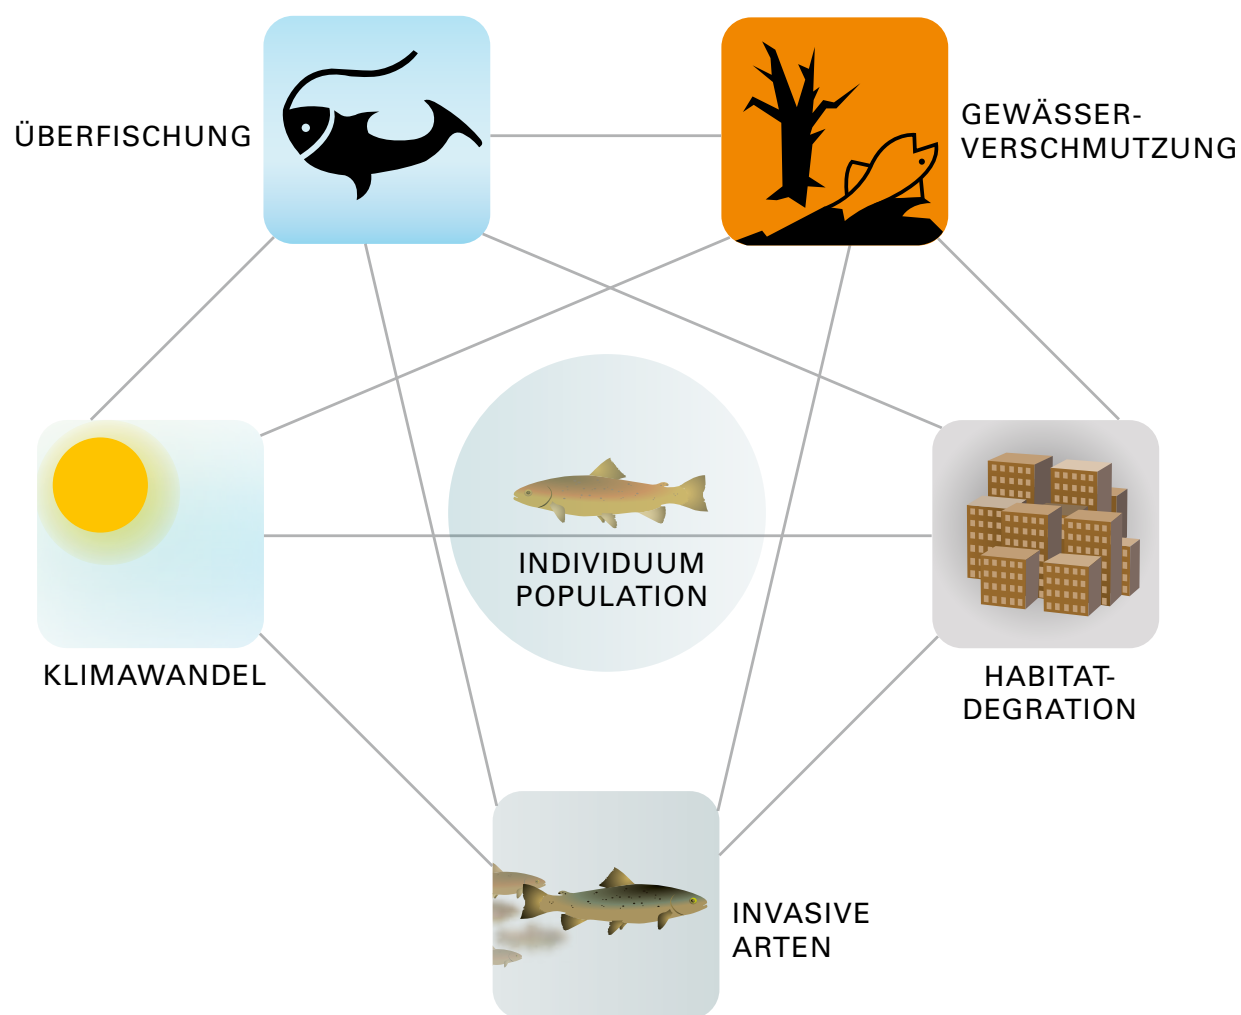 ÜBERFISCHUNG
GEWÄSSER-
VERSCHMUTZUNG
INDIVIDUUM
POPULATION
KLIMAWANDEL
HABITAT-
DEGRATION
INVASIVE
ARTEN